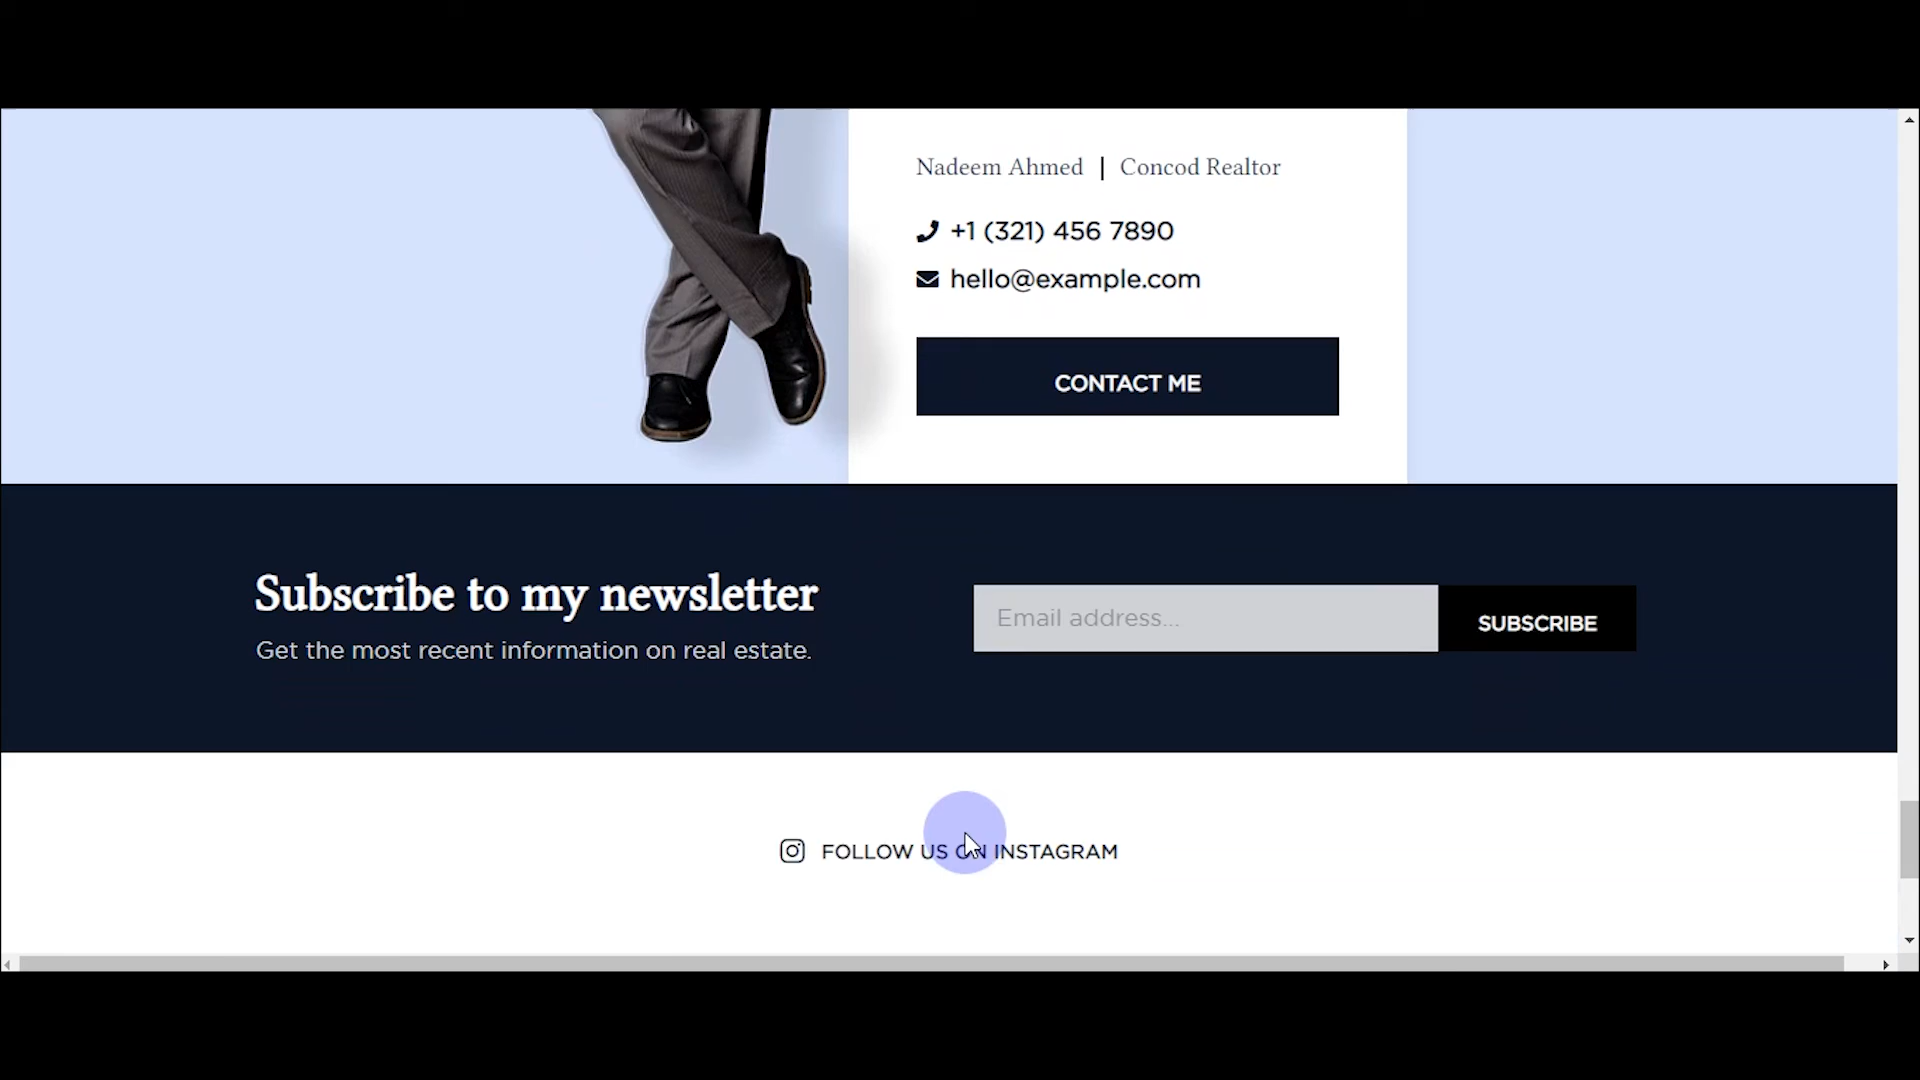 Nadeem Ahmed | Concod Realtor
+1 (321) 456 7890
hello@example.com
CONTACT ME
Subscribe to my newsletter
Get the most recent information on real estate.
Email address...
SUBSCRIBE
FOLLOW US ON INSTAGRAM